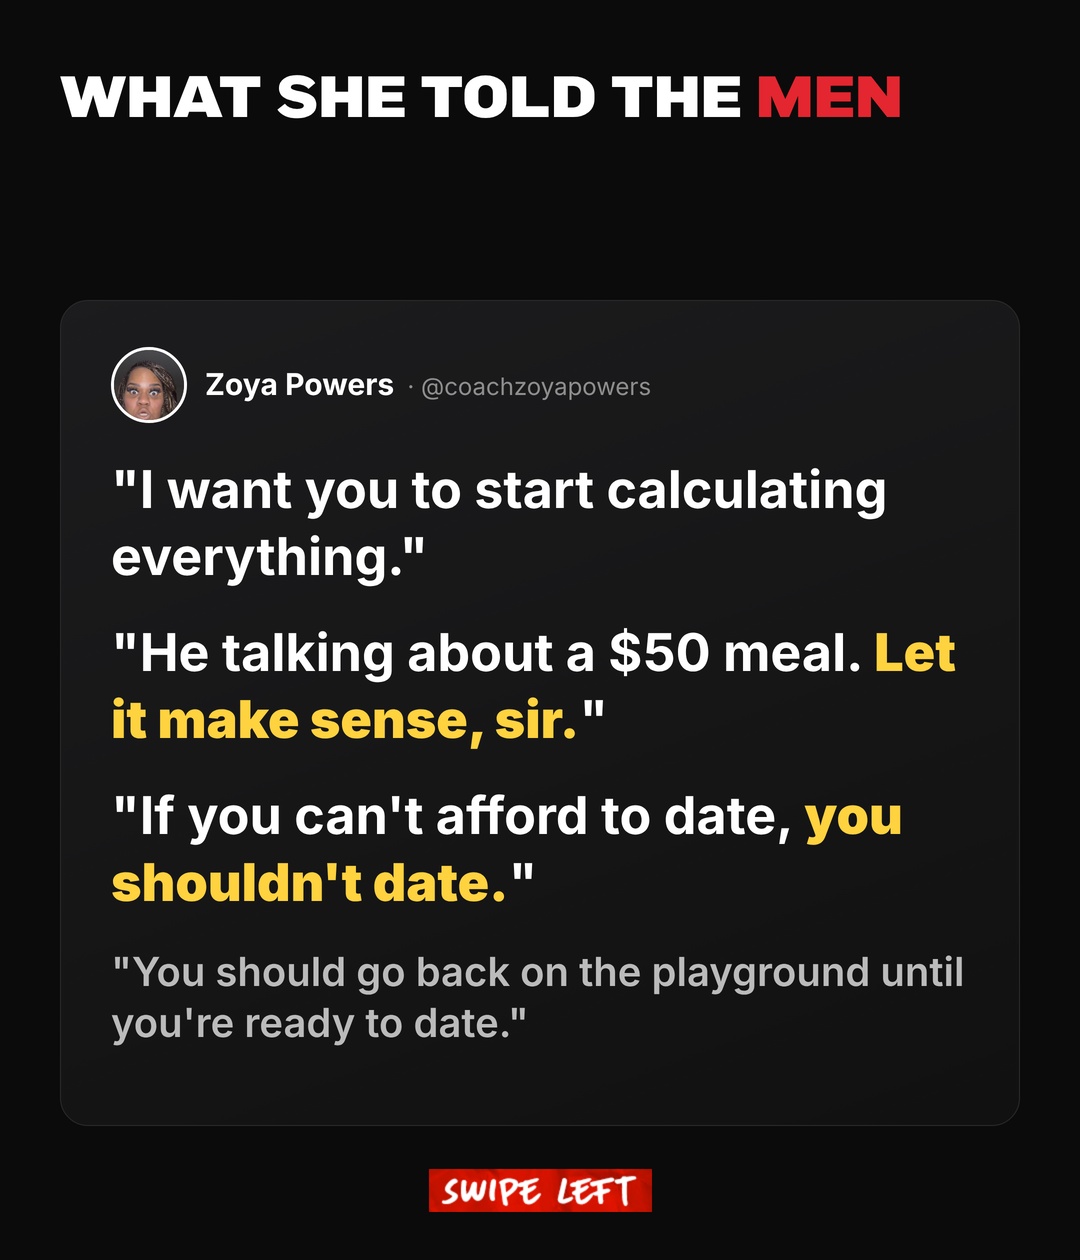 WHAT SHE TOLD THE MEN
Zoya Powers · @coachzoyapowers
"I want you to start calculating
everything."
"He talking about a $50 meal. Let
it make sense, sir."
"If you can't afford to date, you
shouldn't date."
"You should go back on the playground until
you're ready to date."
SWIPE LEFT